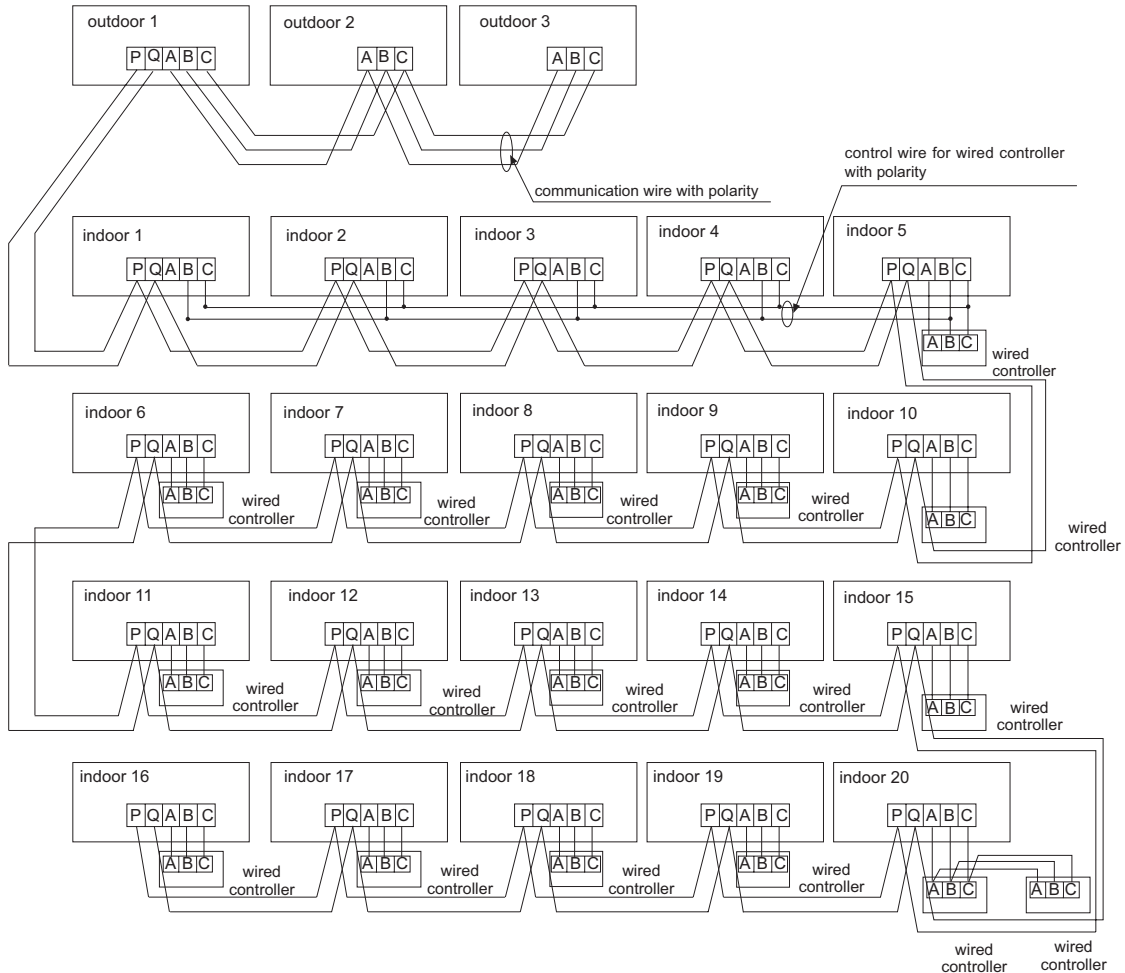 outdoor 1
outdoor 2
outdoor 3
P Q A B C
A B C
A B C
control wire for wired controller
with polarity
communication wire with polarity
indoor 1
indoor 2
indoor 3
indoor 4
indoor 5
P Q A B C
P Q A B C
P Q A B C
P Q A B C
P Q A B C
A B C
wired
controller
indoor 6
indoor 7
indoor 8
indoor 9
indoor 10
P Q A B C
P Q A B C
P Q A B C
P Q A B C
P Q A B C
A B C
wired
controller
A B C
wired
controller
A B C
wired
controller
A B C
wired
controller
A B C
wired
controller
indoor 11
indoor 12
indoor 13
indoor 14
indoor 15
P Q A B C
P Q A B C
P Q A B C
P Q A B C
P Q A B C
A B C
wired
controller
A B C
wired
controller
A B C
wired
controller
A B C
wired
controller
A B C
wired
controller
indoor 16
indoor 17
indoor 18
indoor 19
indoor 20
P Q A B C
P Q A B C
P Q A B C
P Q A B C
P Q A B C
A B C
wired
controller
A B C
wired
controller
A B C
wired
controller
A B C
wired
controller
A B C
A B C
wired
controller
wired
controller